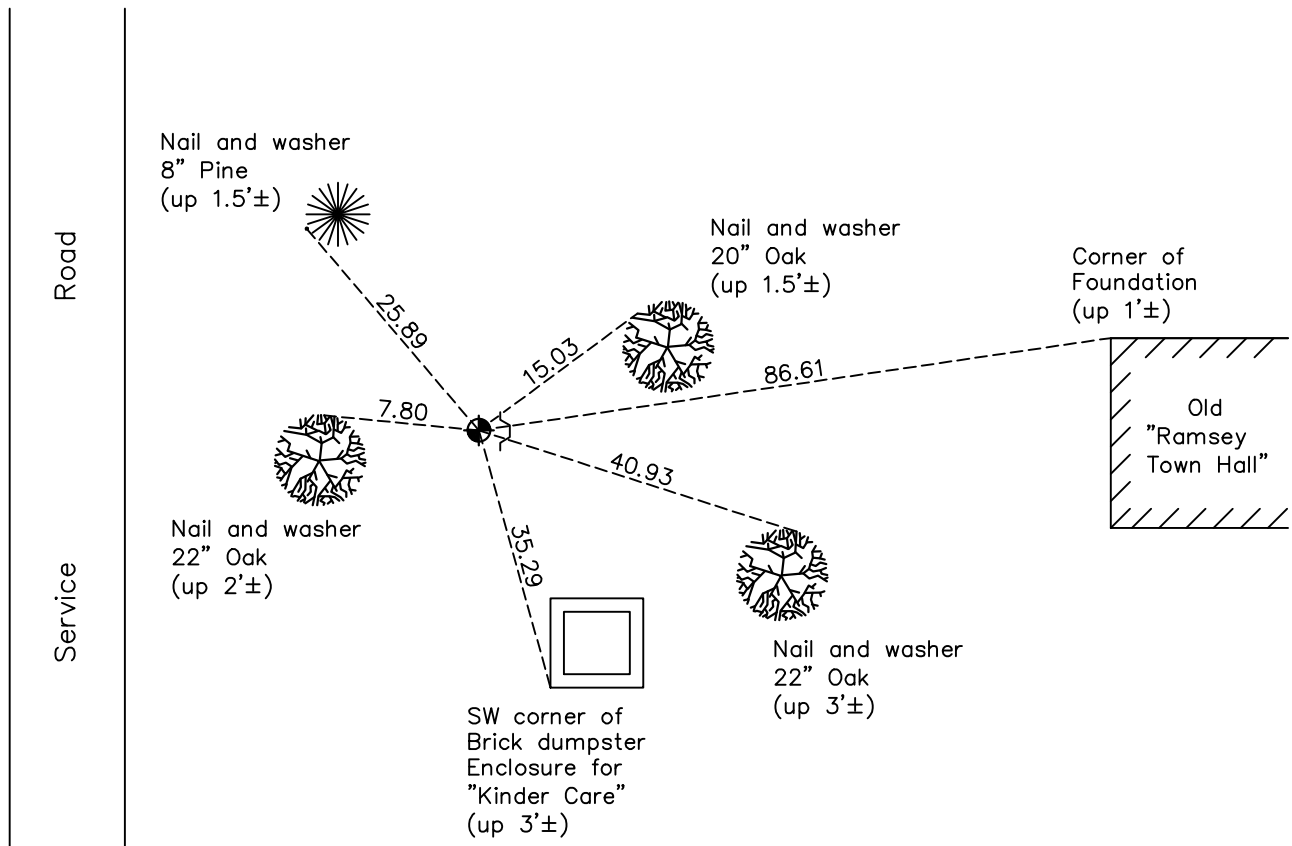 Nail and washer
8” Pine
(up 1.5’±)
Road
Nail and washer
20” Oak
(up 1.5’±)
Corner of
Foundation
(up 1’±)
25.89
15.03
86.61
7.80
Old
”Ramsey
Town Hall”
40.93
35.29
Nail and washer
22” Oak
(up 2’±)
Service
Nail and washer
22” Oak
(up 3’±)
SW corner of
Brick dumpster
Enclosure for
”Kinder Care”
(up 3’±)